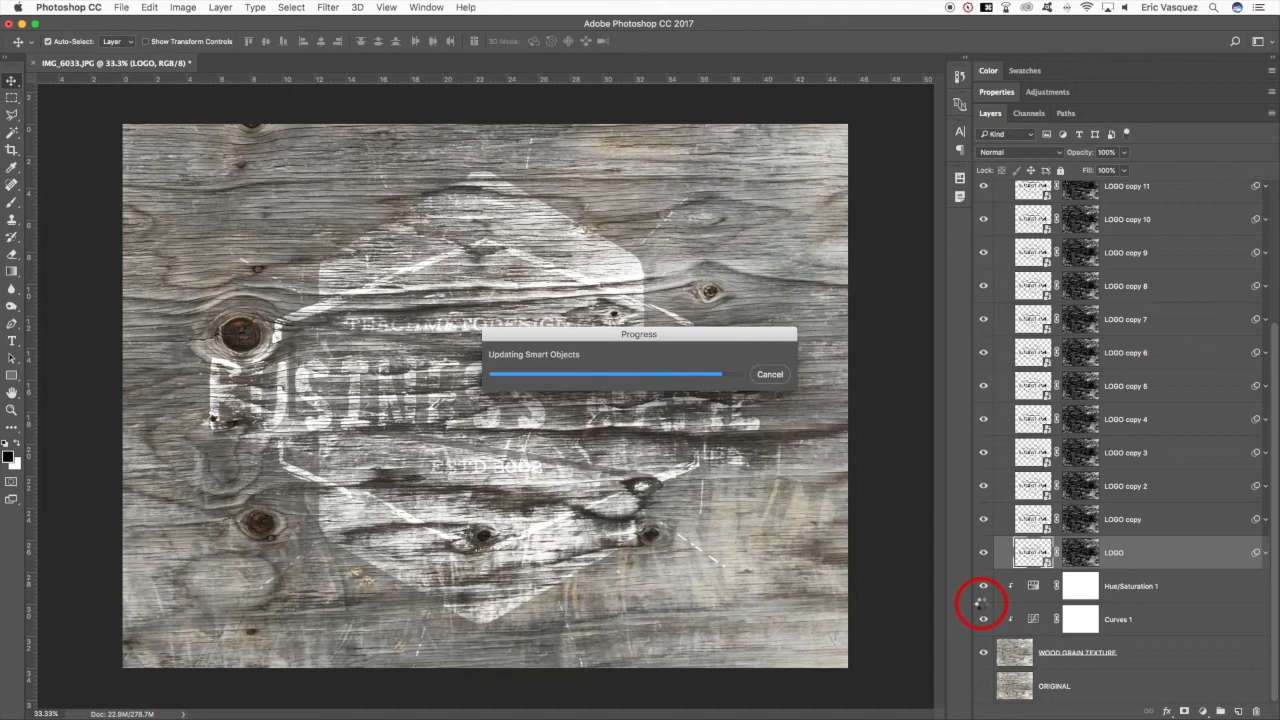 Photoshop CC File Edit Image Layer Type Select Filter 3D View Window Help Eric Vasquez
Adobe Photoshop CC 2017
Auto-Select: Layer Show Transform Controls 3D Mode:
IMG_6033.JPG @ 33.3% (LOGO, RGB/8) *
Color Swatches
Properties Adjustments
Layers Channels Paths
Kind
Normal Opacity: 100%
Lock: Fill: 100%
LOGO copy 11
LOGO copy 10
LOGO copy 9
LOGO copy 8
LOGO copy 7
LOGO copy 6
LOGO copy 5
LOGO copy 4
LOGO copy 3
LOGO copy 2
LOGO copy
LOGO
Hue/Saturation 1
Curves 1
WOOD GRAIN TEXTURE
ORIGINAL
Progress
Updating Smart Objects
Cancel
ESTD 2008
33.33% Doc: 22.9M/278.7M